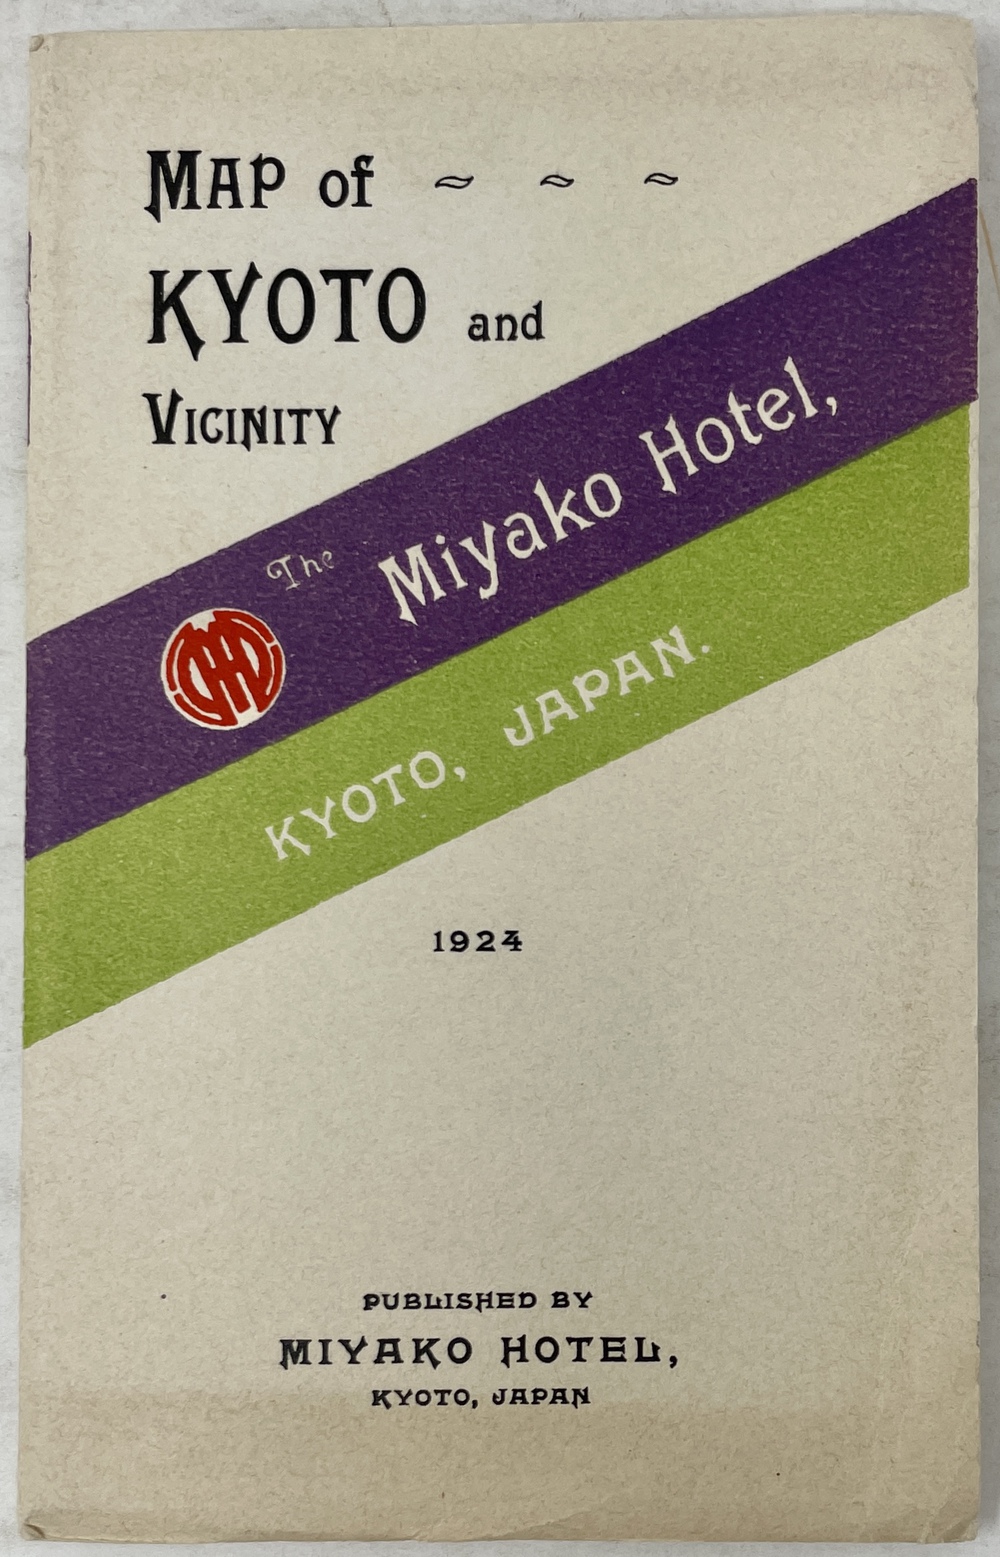 MAP of ~ ~ ~
KYOTO and
VICINITY
The Miyako Hotel,
KYOTO, JAPAN.
1924
PUBLISHED BY
MIYAKO HOTEL,
KYOTO, JAPAN